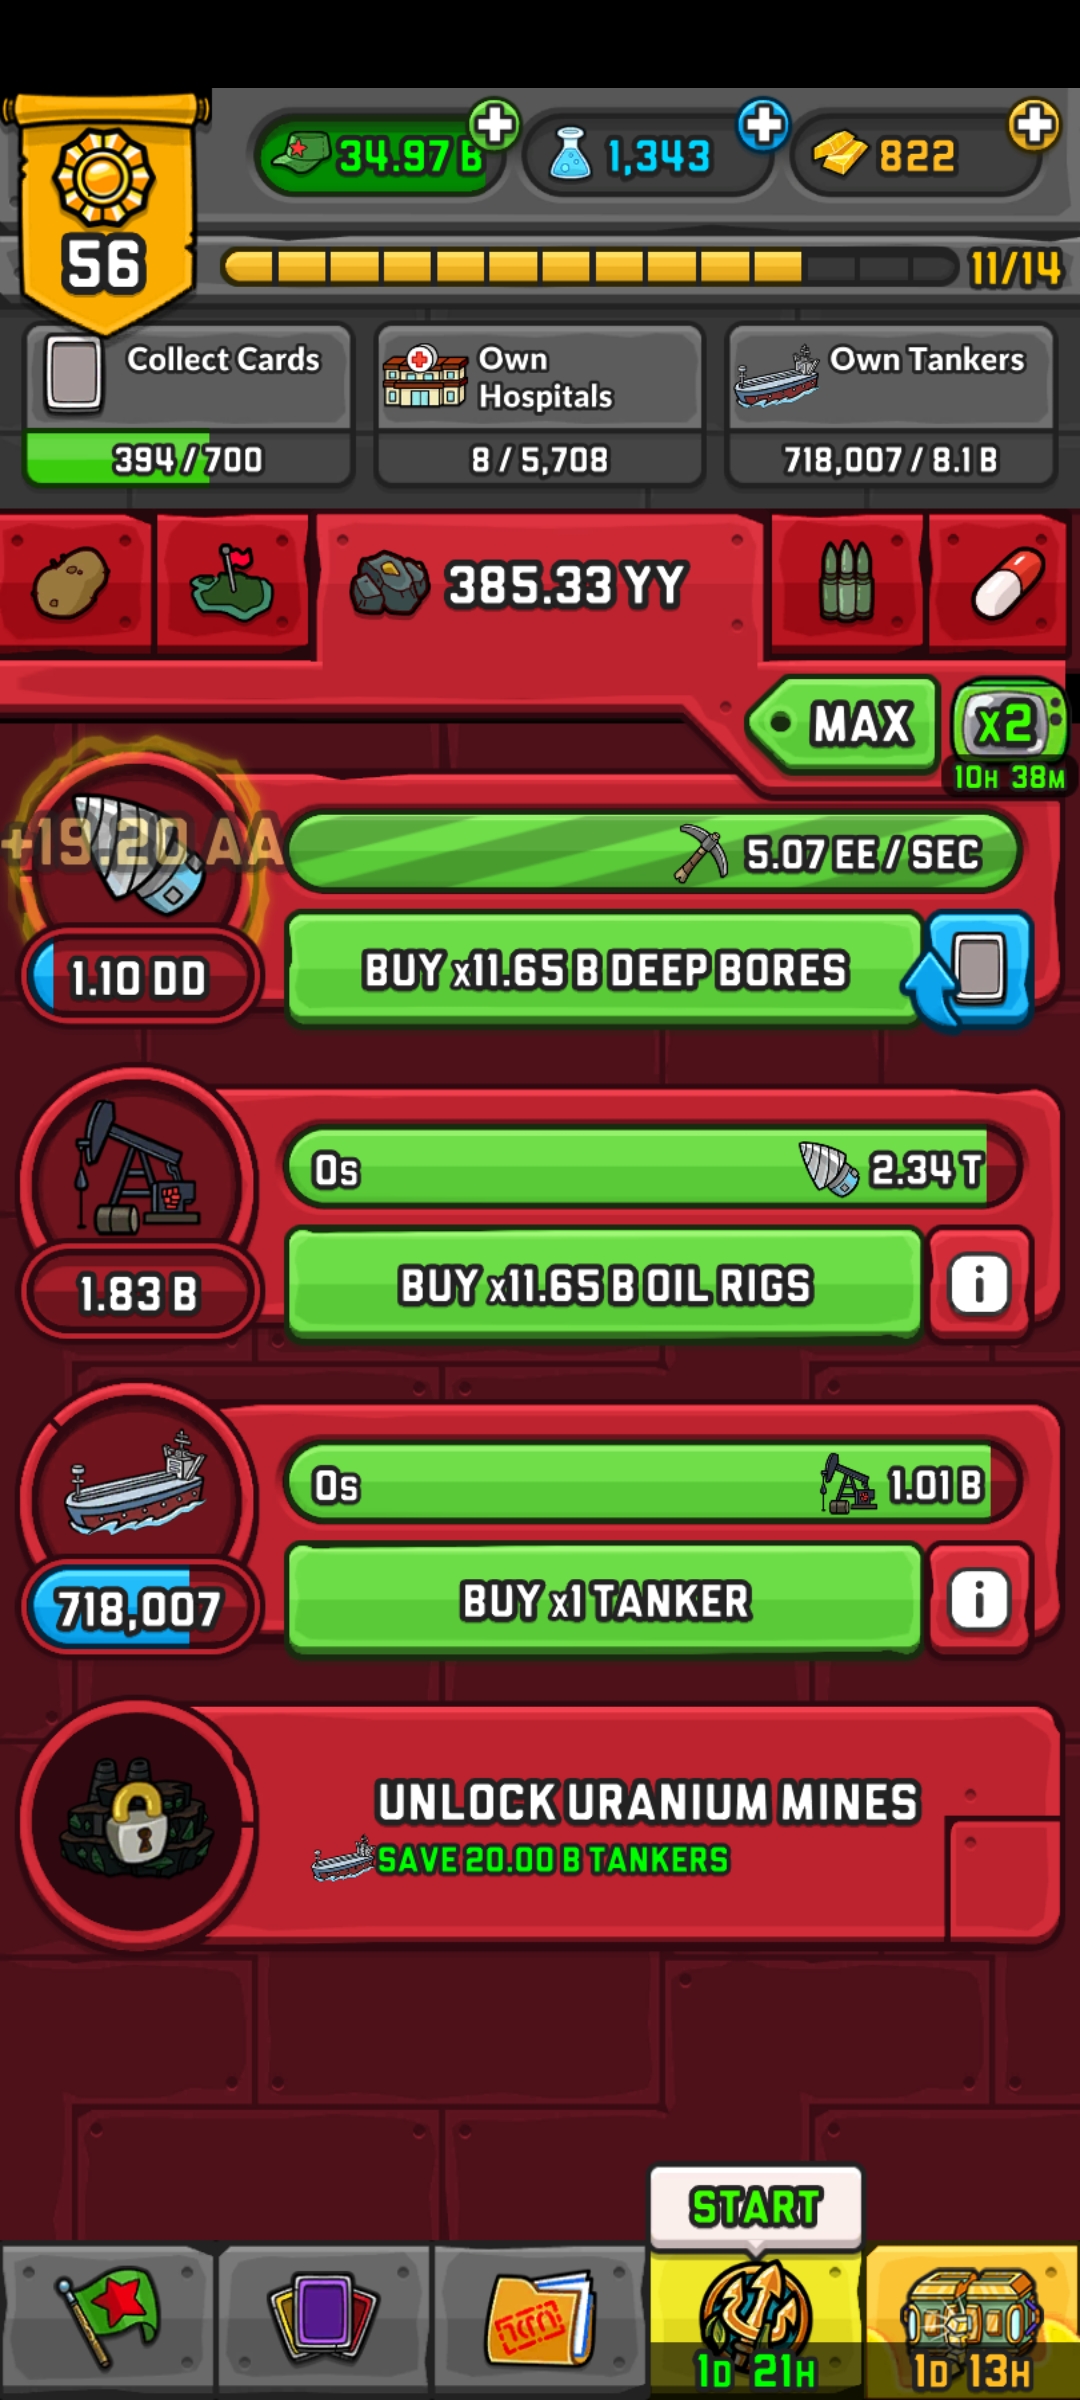 34.97 B
1,343
822
56
11/14
Collect Cards
Own Hospitals
Own Tankers
394/700
8/5,708
718,007/8.1 B
385.33 YY
MAX
x2
10H 38M
+19.20 AA
5.07 EE / SEC
1.10 DD
BUY x11.65 B DEEP BORES
0s
2.34 T
1.83 B
BUY x11.65 B OIL RIGS
i
0s
1.01 B
718,007
BUY x1 TANKER
i
UNLOCK URANIUM MINES
SAVE 20.00 B TANKERS
START
1D 21H
1D 13H